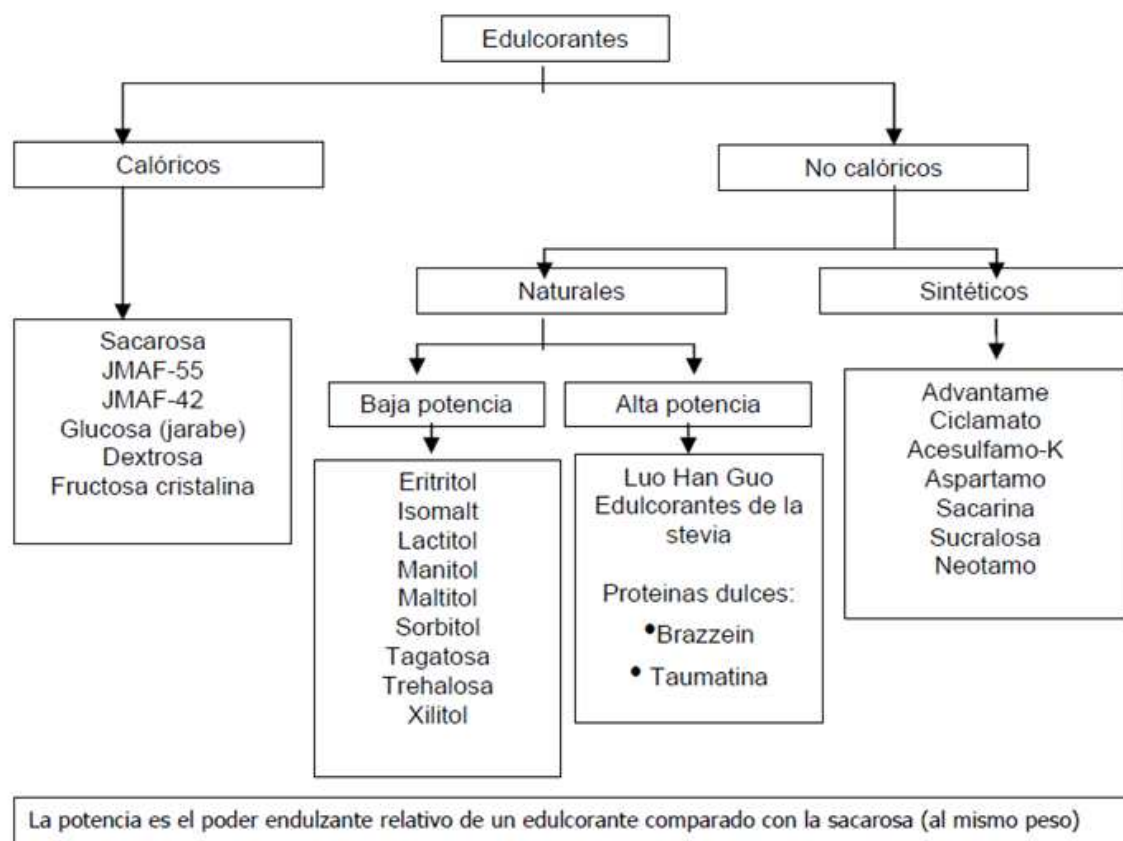 Edulcorantes
Calóricos
No calóricos
Naturales
Sintéticos
Sacarosa
JMAF-55
JMAF-42
Glucosa (jarabe)
Dextrosa
Fructosa cristalina
Baja potencia
Alta potencia
Eritritol
Isomalt
Lactitol
Manitol
Maltitol
Sorbitol
Tagatosa
Trehalosa
Xilitol
Luo Han Guo
Edulcorantes de la
stevia
Proteinas dulces:
•Brazzein
• Taumatina
Advantame
Ciclamato
Acesulfamo-K
Aspartamo
Sacarina
Sucralosa
Neotamo
La potencia es el poder endulzante relativo de un edulcorante comparado con la sacarosa (al mismo peso)